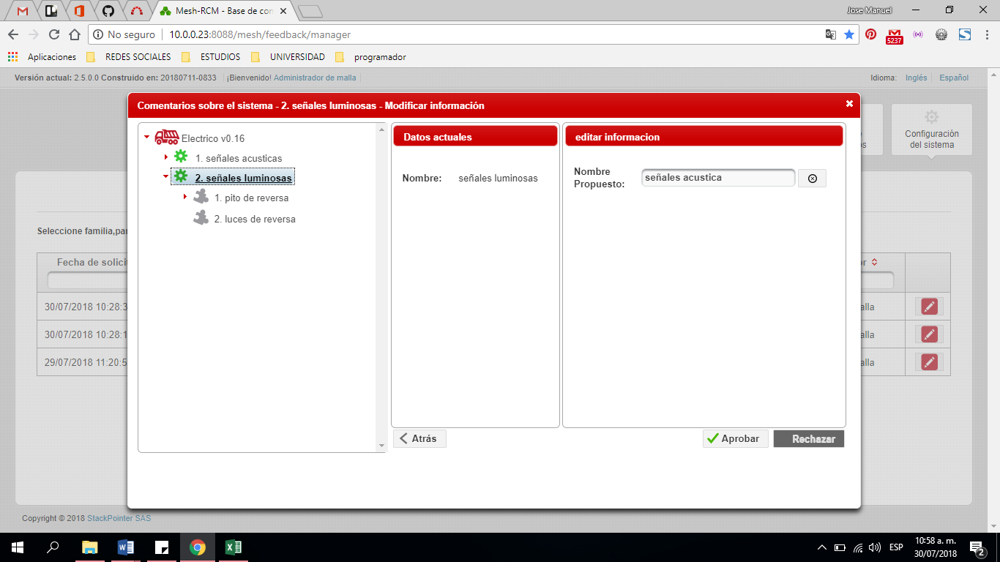 Mesh-RCM - Base de con
Jose Manuel
No seguro
10.0.0.23:8088/mesh/feedback/manager
5237
Aplicaciones
REDES SOCIALES
ESTUDIOS
UNIVERSIDAD
programador
Versión actual: 2.5.0.0 Construido en: 20180711-0833
¡Bienvenido! Administrador de malla
Idioma: Inglés Español
Comentarios sobre el sistema - 2. señales luminosas - Modificar información
Electrico v0.16
1. señales acusticas
2. señales luminosas
1. pito de reversa
2. luces de reversa
Datos actuales
Nombre: señales luminosas
editar informacion
Nombre
Propuesto:
señales acustica
Atrás
Aprobar
Rechazar
Configuración
del sistema
Seleccione familia,par
Fecha de solicit
30/07/2018 10:28:3
30/07/2018 10:28:1
29/07/2018 11:20:5
or
alla
alla
alla
Copyright © 2018 StackPointer SAS
ESP
10:58 a. m.
30/07/2018
2